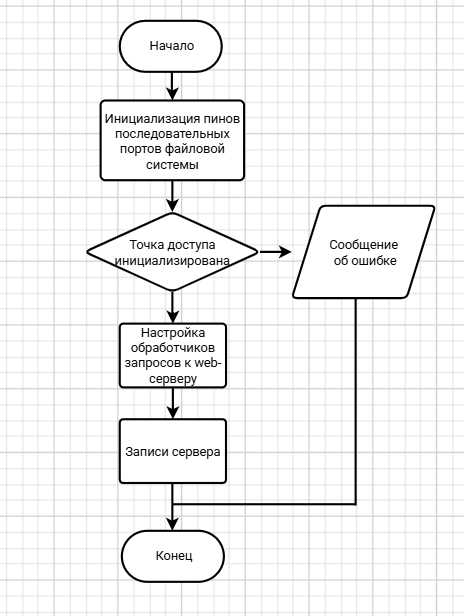 Начало
Инициализация пинов
последовательных
портов файловой
системы
Точка доступа
инициализирована
Сообщение
об ошибке
Настройка
обработчиков
запросов к web-
серверу
Записи сервера
Конец